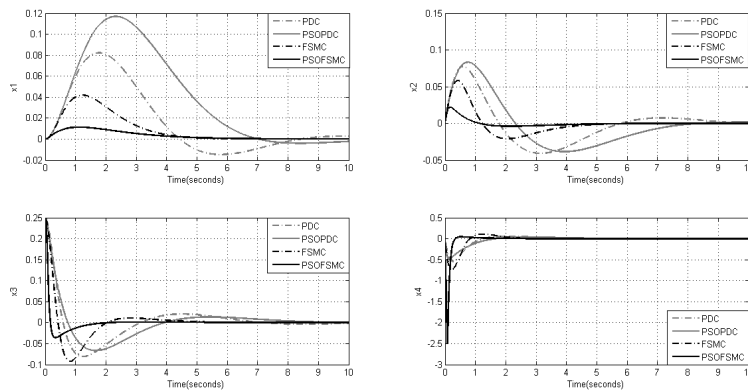 0.12
0.1
0.08
0.06
0.04
0.02
0
-0.02
x1
0 1 2 3 4 5 6 7 8 9 10
Time(seconds)
PDC
PSOPDC
FSMC
PSOFSMC
0.15
0.1
0.05
0
-0.05
x2
0 1 2 3 4 5 6 7 8 9 10
Time(seconds)
PDC
PSOPDC
FSMC
PSOFSMC
0.25
0.2
0.15
0.1
0.05
0
-0.05
-0.1
x3
0 1 2 3 4 5 6 7 8 9 10
Time(seconds)
PDC
PSOPDC
FSMC
PSOFSMC
0.5
0
-0.5
-1
-1.5
-2
-2.5
-3
x4
0 1 2 3 4 5 6 7 8 9 10
Time(seconds)
PDC
PSOPDC
FSMC
PSOFSMC